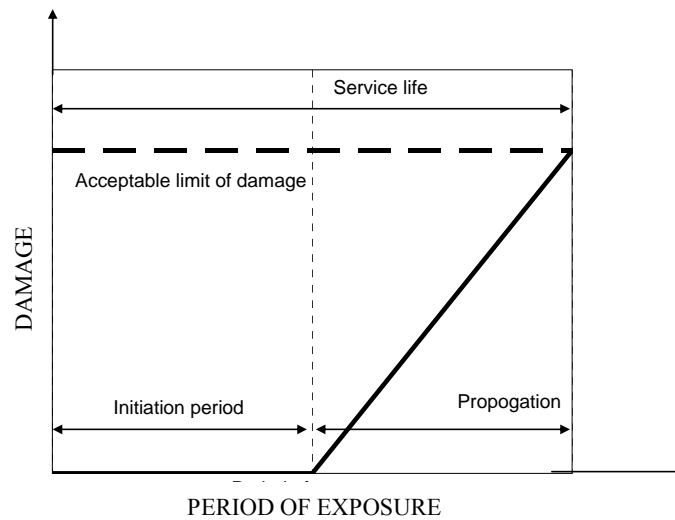 Service life
Acceptable limit of damage
DAMAGE
Initiation period
Propogation
PERIOD OF EXPOSURE